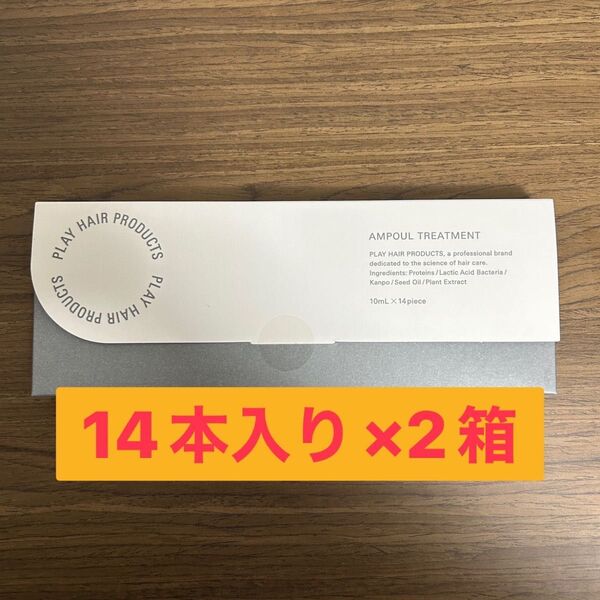 PLAY HAIR PRODUCTS
PLAY HAIR PRODUCTS
AMPOUL TREATMENT
PLAY HAIR PRODUCTS, a professional brand
dedicated to the science of hair care.
Ingredients: Proteins / Lactic Acid Bacteria /
Kanpo / Seed Oil / Plant Extract
10mL × 14piece
14本入り×2箱